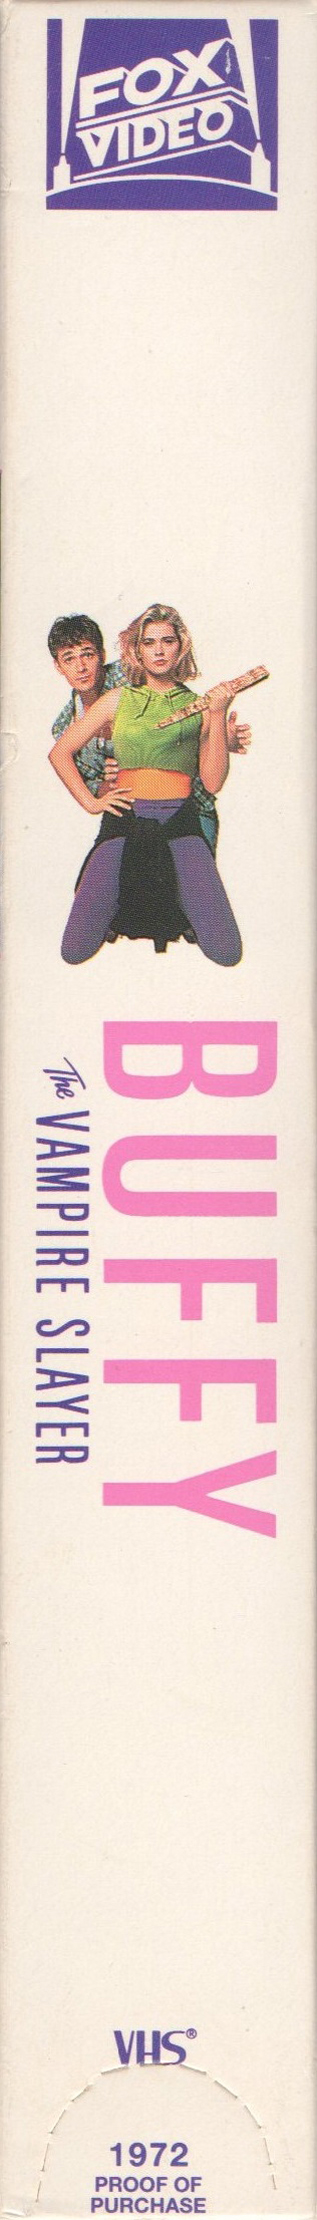 FOX
VIDEO
BUFFY
The VAMPIRE SLAYER
VHS®
1972
PROOF OF
PURCHASE